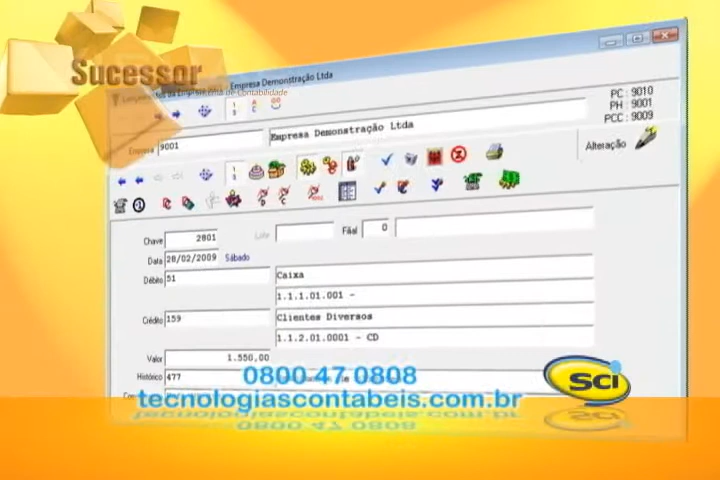 Sucessor
Empresa Demonstração Ltda
de Contabilidade
PC : 9010
PH : 9001
PCC : 9009
Empresa 9001 Empresa Demonstração Ltda
Alteração
Chave 2801 Lote Filial 0
Data 28/02/2009 Sábado
Débito 51 Caixa
1.1.1.01.001 -
Crédito 159 Clientes Diversos
1.1.2.01.0001 - CD
Valor 1.550,00
Histórico 477
0800 47 0808
tecnologiascontabeis.com.br
SCI